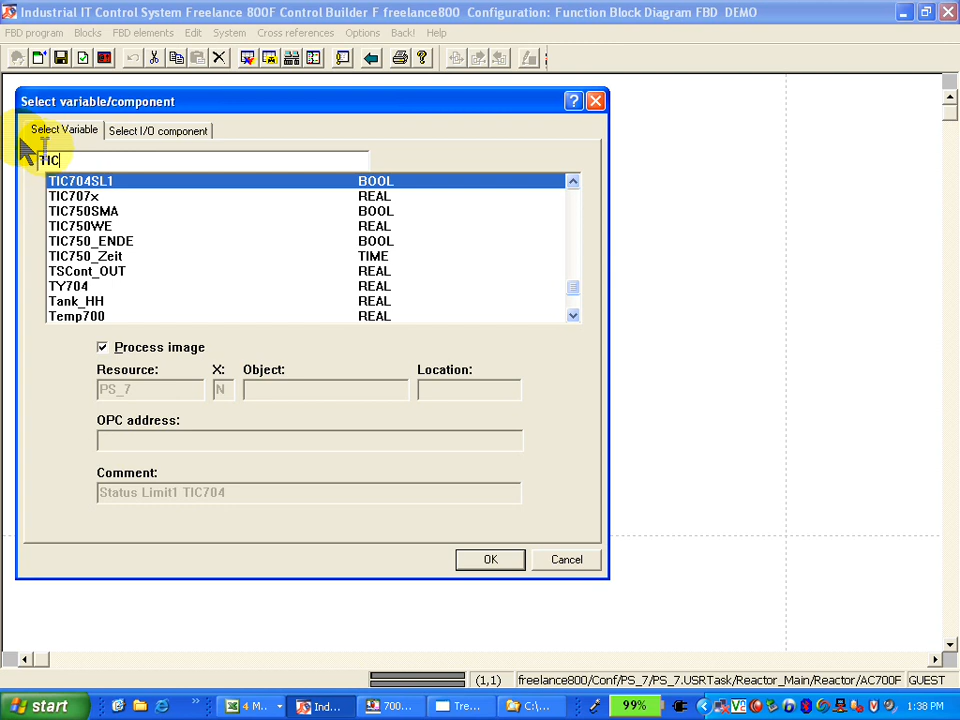 Industrial IT Control System Freelance 800F Control Builder F freelance800 Configuration: Function Block Diagram FBD DEMO
FBD program Blocks FBD elements Edit System Cross references Options Back! Help
Select variable/component
Select Variable Select I/O component
TIC
TIC704SL1 BOOL
TIC707x REAL
TIC750SMA BOOL
TIC750WE REAL
TIC750_ENDE BOOL
TIC750_Zeit TIME
TSCont_OUT REAL
TY704 REAL
Tank_HH REAL
Temp700 REAL
Process image
Resource: X: Object: Location:
PS_7 N
OPC address:
Comment:
Status Limit1 TIC704
OK Cancel
(1,1) freelance800/Conf/PS_7/PS_7.USRTask/Reactor_Main/Reactor/AC700F GUEST
start 4 M... Ind... 700... Tre... C:\... 99% 1:38 PM